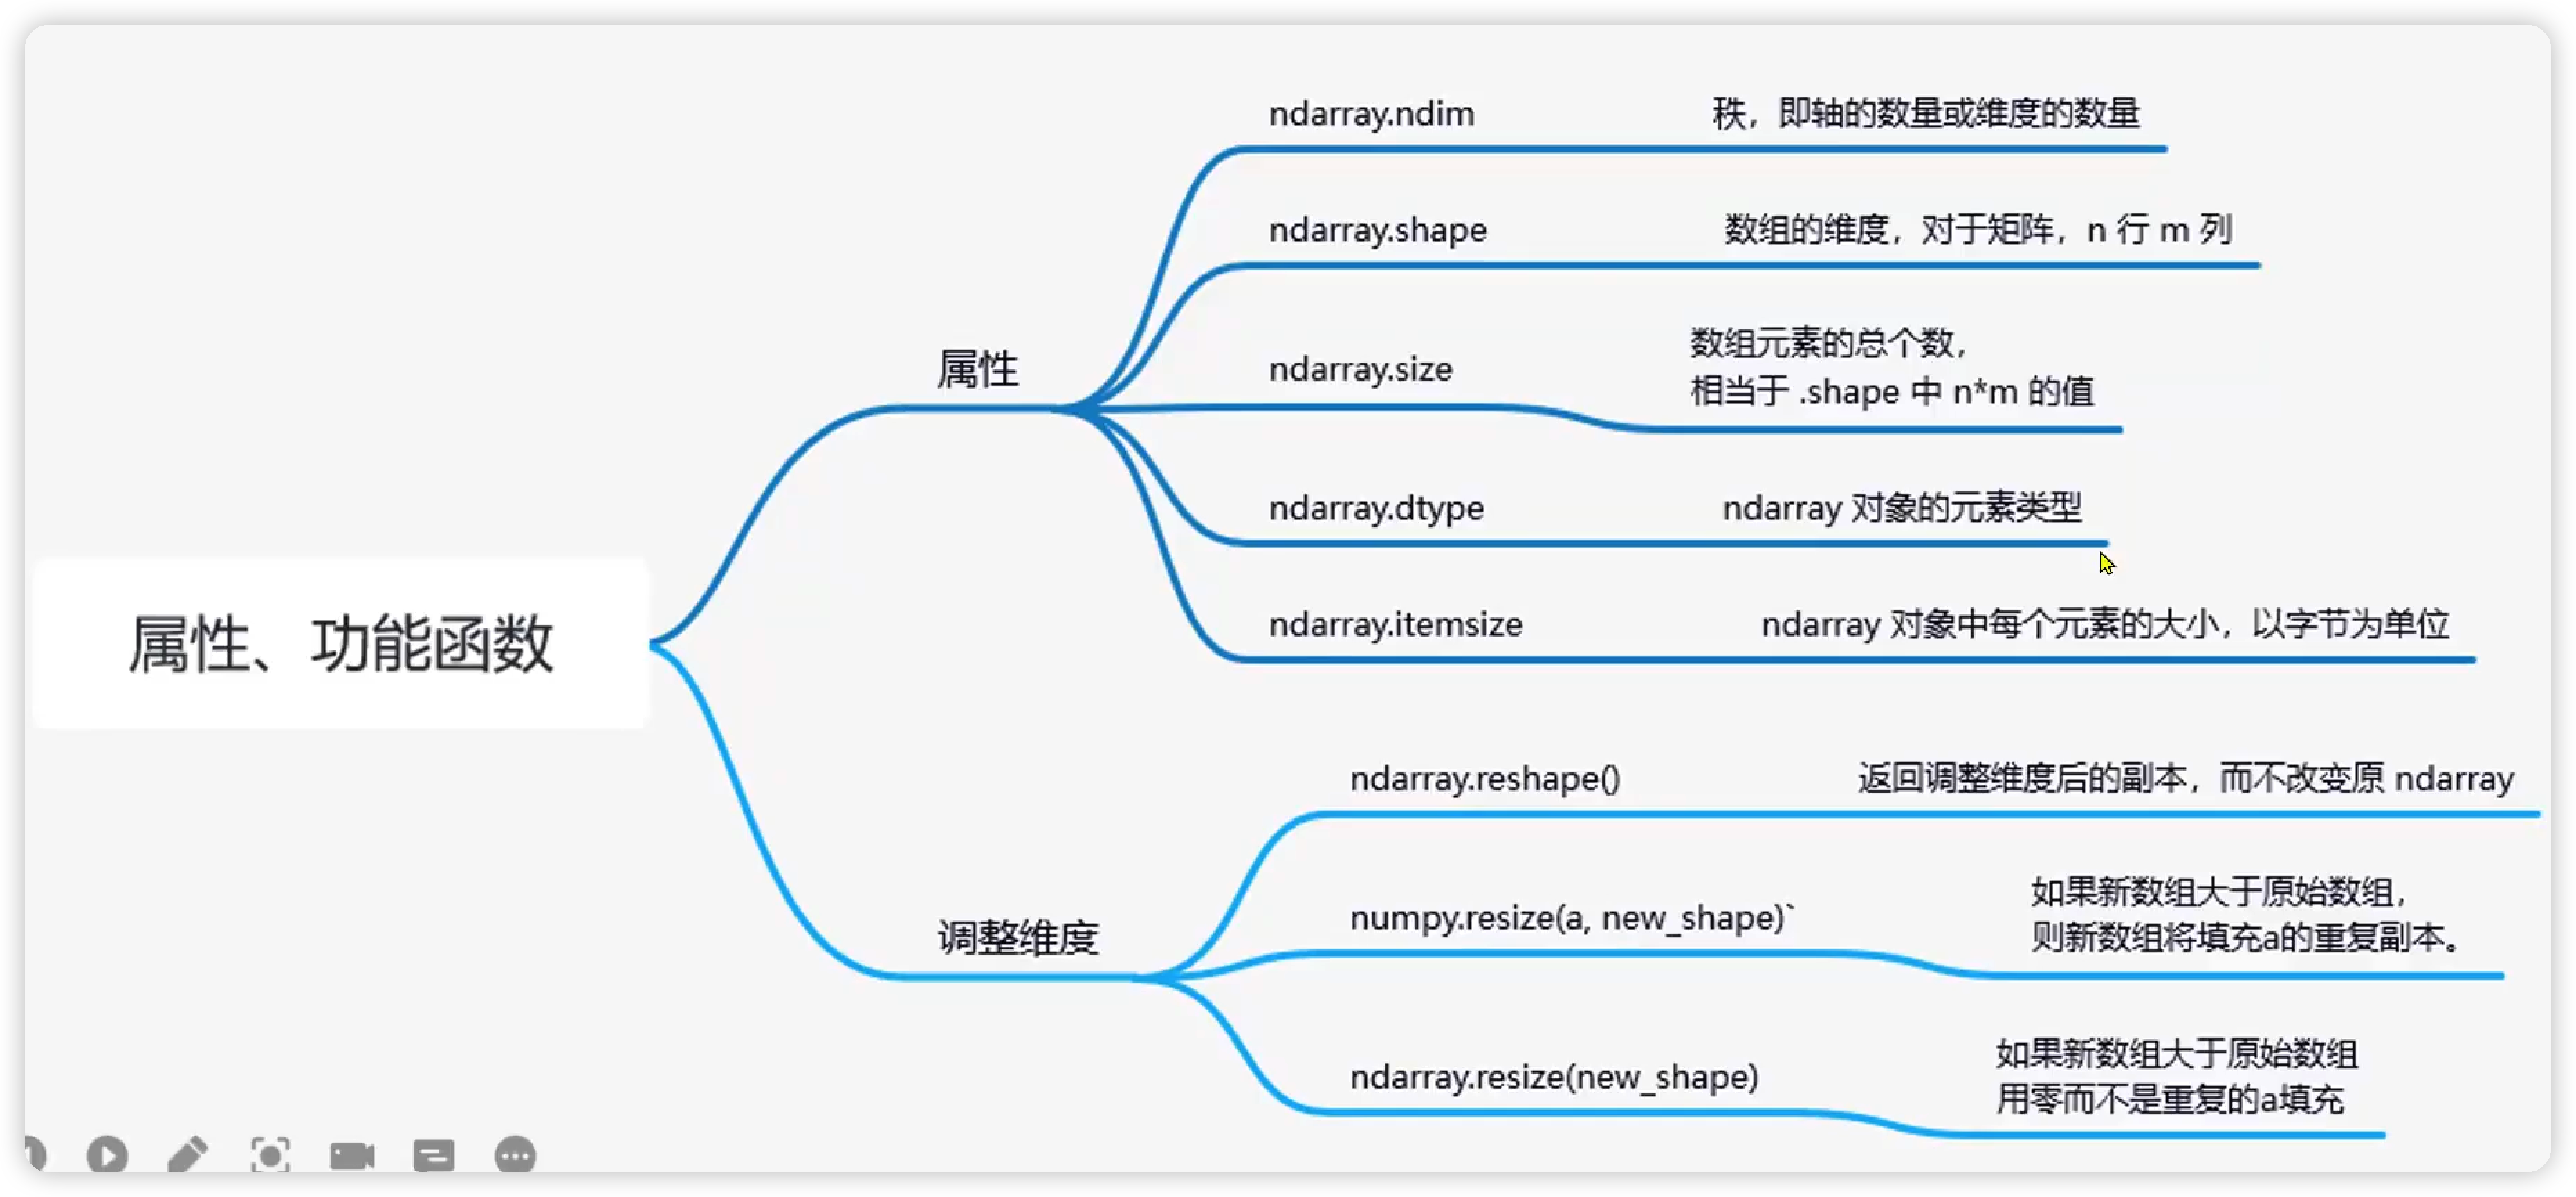 属性、功能函数
属性
ndarray.ndim
秩，即轴的数量或维度的数量
ndarray.shape
数组的维度，对于矩阵，n 行 m 列
ndarray.size
数组元素的总个数，
相当于 .shape 中 n*m 的值
ndarray.dtype
ndarray 对象的元素类型
ndarray.itemsize
ndarray 对象中每个元素的大小，以字节为单位
调整维度
ndarray.reshape()
返回调整维度后的副本，而不改变原 ndarray
numpy.resize(a, new_shape)`
如果新数组大于原始数组，
则新数组将填充a的重复副本。
ndarray.resize(new_shape)
如果新数组大于原始数组
用零而不是重复的a填充